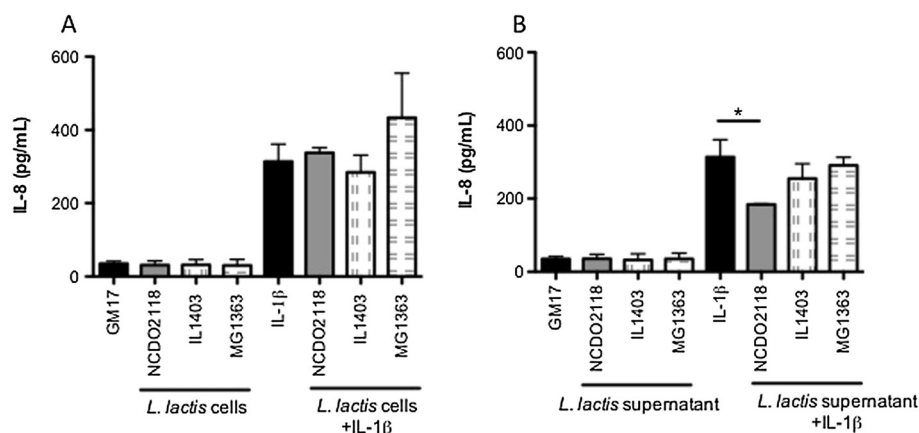 A
600
400
200
0
IL-8 (pg/mL)
GM17
NCDO2118
IL1403
MG1363
IL-1β
NCDO2118
IL1403
MG1363
L. lactis cells
L. lactis cells
+IL-1β
B
600
400
200
0
IL-8 (pg/mL)
*
GM17
NCDO2118
IL1403
MG1363
IL-1β
NCDO2118
IL1403
MG1363
L. lactis supernatant
L. lactis supernatant
+IL-1β